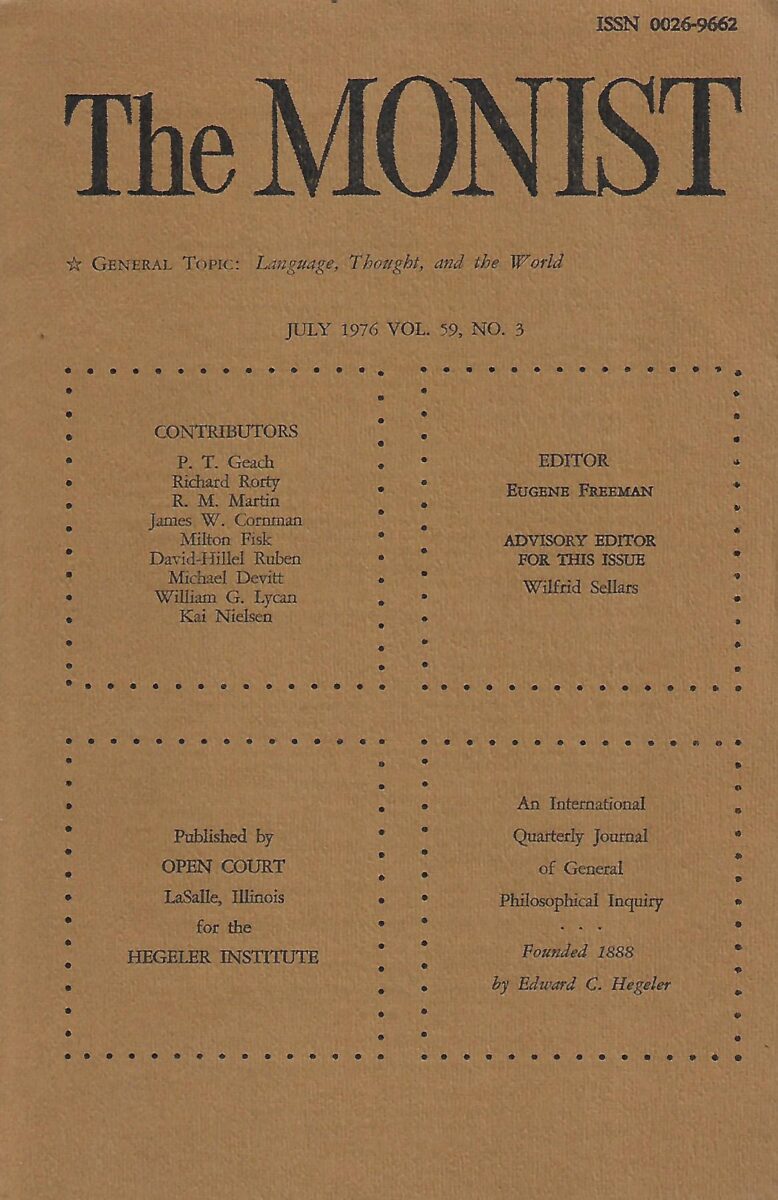 ISSN 0026-9662
The MONIST
☆ GENERAL TOPIC: Language, Thought, and the World
JULY 1976 VOL. 59, NO. 3
CONTRIBUTORS
P. T. Geach
Richard Rorty
R. M. Martin
James W. Cornman
Milton Fisk
David-Hillel Ruben
Michael Devitt
William G. Lycan
Kai Nielsen
EDITOR
EUGENE FREEMAN
ADVISORY EDITOR
FOR THIS ISSUE
Wilfrid Sellars
Published by
OPEN COURT
LaSalle, Illinois
for the
HEGELER INSTITUTE
An International
Quarterly Journal
of General
Philosophical Inquiry
. . .
Founded 1888
by Edward C. Hegeler